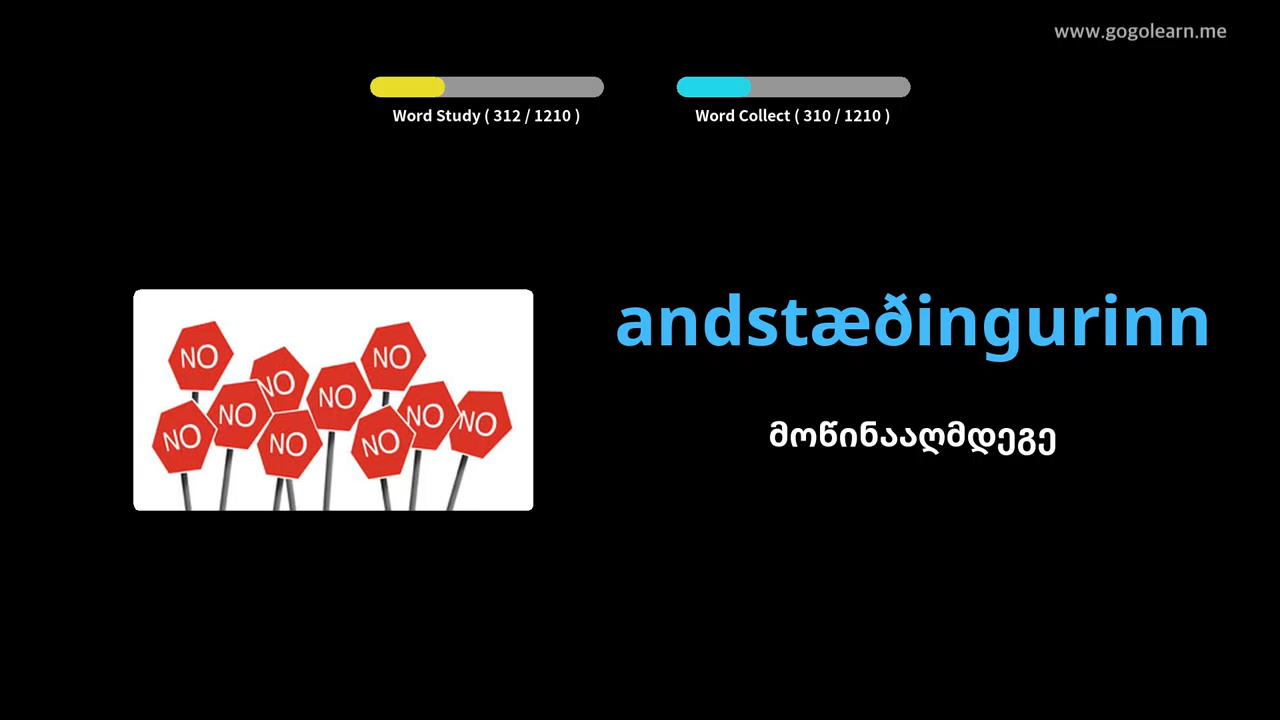 www.gogolearn.me
Word Study ( 312 / 1210 )
Word Collect ( 310 / 1210 )
andstæðingurinn
მოწინააღმდეგე
NO
NO
NO
NO
NO
NO
NO
NO
NO
NO